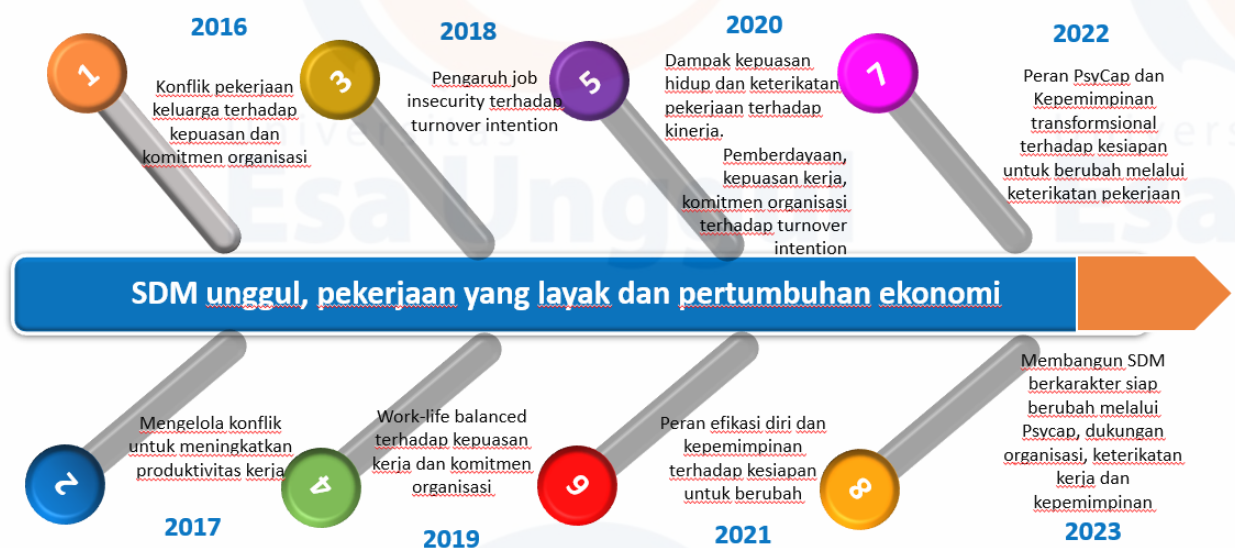 2016
1
Konflik pekerjaan
keluarga terhadap
kepuasan dan
komitmen organisasi
2018
3
Pengaruh job
insecurity terhadap
turnover intention
2020
5
Dampak kepuasan
hidup dan keterikatan
pekerjaan terhadap
kinerja.
Pemberdayaan,
kepuasan kerja,
komitmen organisasi
terhadap turnover
intention
2022
7
Peran PsyCap dan
Kepemimpinan
transformsional
terhadap kesiapan
untuk berubah melalui
keterikatan pekerjaan
Universitas
Esa Unggul
Esa
SDM unggul, pekerjaan yang layak dan pertumbuhan ekonomi
2
Mengelola konflik
untuk meningkatkan
produktivitas kerja
2017
4
Work-life balanced
terhadap kepuasan
kerja dan komitmen
organisasi
2019
6
Peran efikasi diri dan
kepemimpinan
terhadap kesiapan
untuk berubah
2021
8
Membangun SDM
berkarakter siap
berubah melalui
Psycap, dukungan
organisasi, keterikatan
kerja dan
kepemimpinan
2023